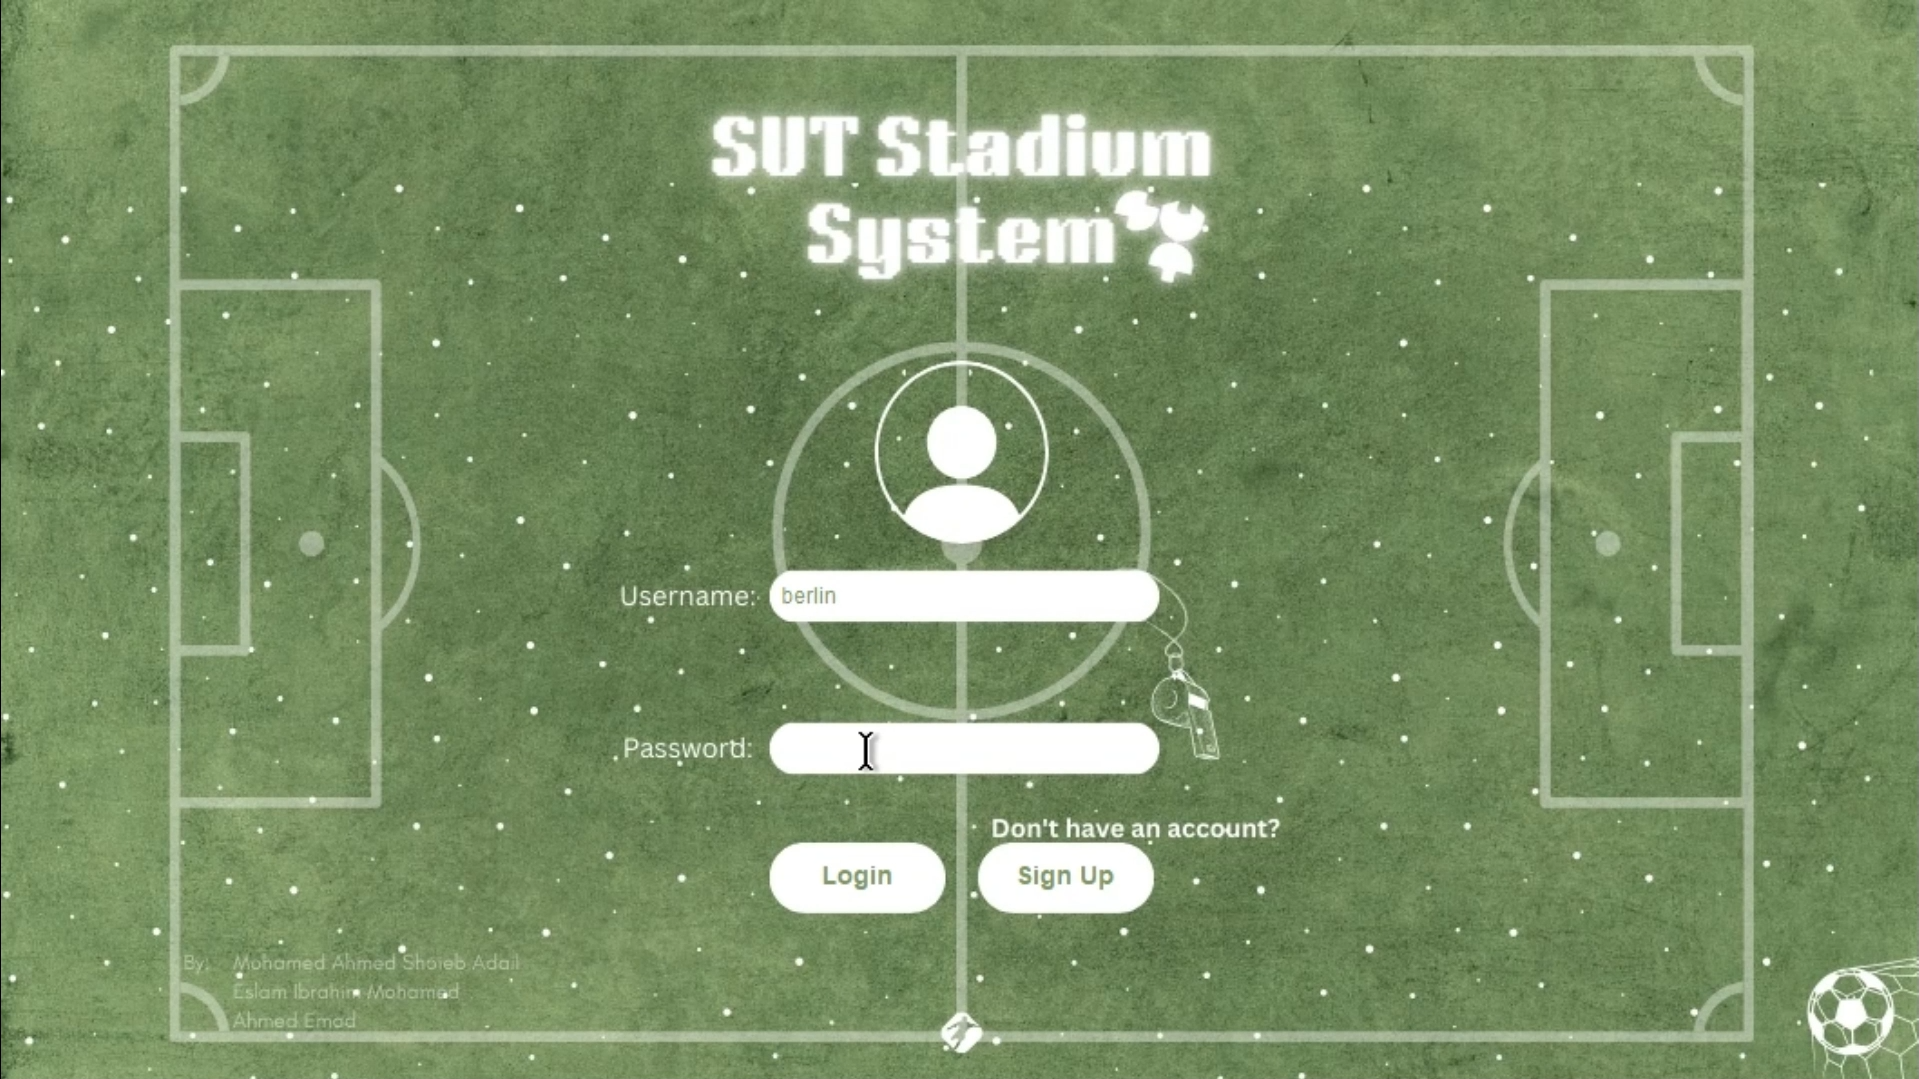 SUT Stadium
System
Username:
berlin
Password:
Don't have an account?
Login
Sign Up
By: Mohamed Ahmed Shoieb Adail
Eslam Ibrahim Mohamed
Ahmed Emad